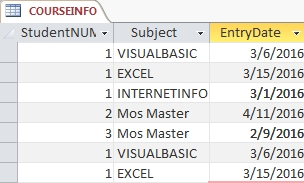 COURSEINFO
StudentNUM Subject EntryDate
1 VISUALBASIC 3/6/2016
1 EXCEL 3/15/2016
1 INTERNETINFO 3/1/2016
2 Mos Master 4/11/2016
3 Mos Master 2/9/2016
1 VISUALBASIC 3/6/2016
1 EXCEL 3/15/2016